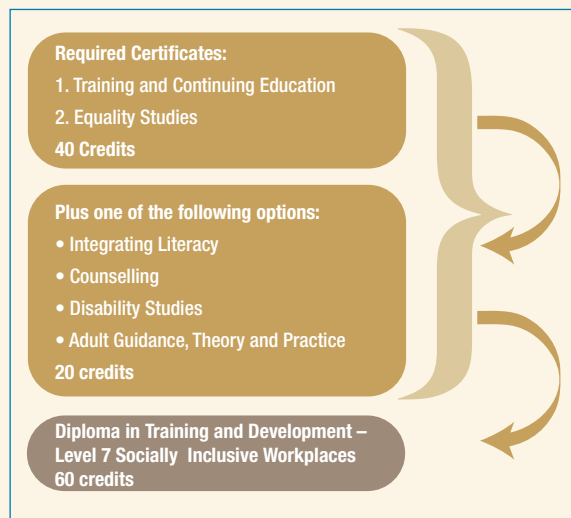 Required Certificates:
1. Training and Continuing Education
2. Equality Studies
40 Credits
Plus one of the following options:
• Integrating Literacy
• Counselling
• Disability Studies
• Adult Guidance, Theory and Practice
20 credits
Diploma in Training and Development –
Level 7 Socially Inclusive Workplaces
60 credits